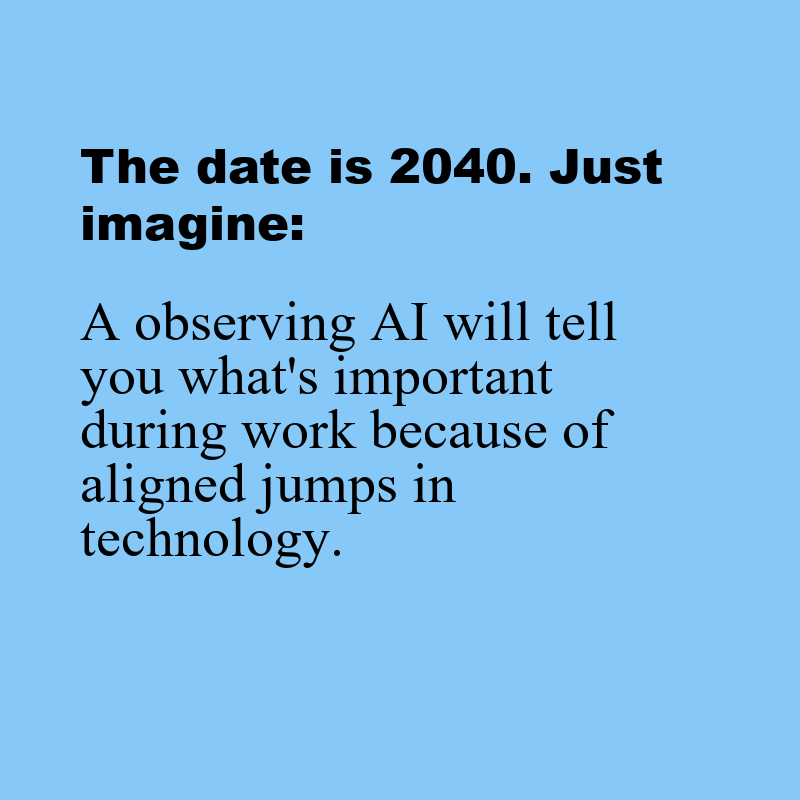 The date is 2040. Just
imagine:
A observing AI will tell
you what's important
during work because of
aligned jumps in
technology.